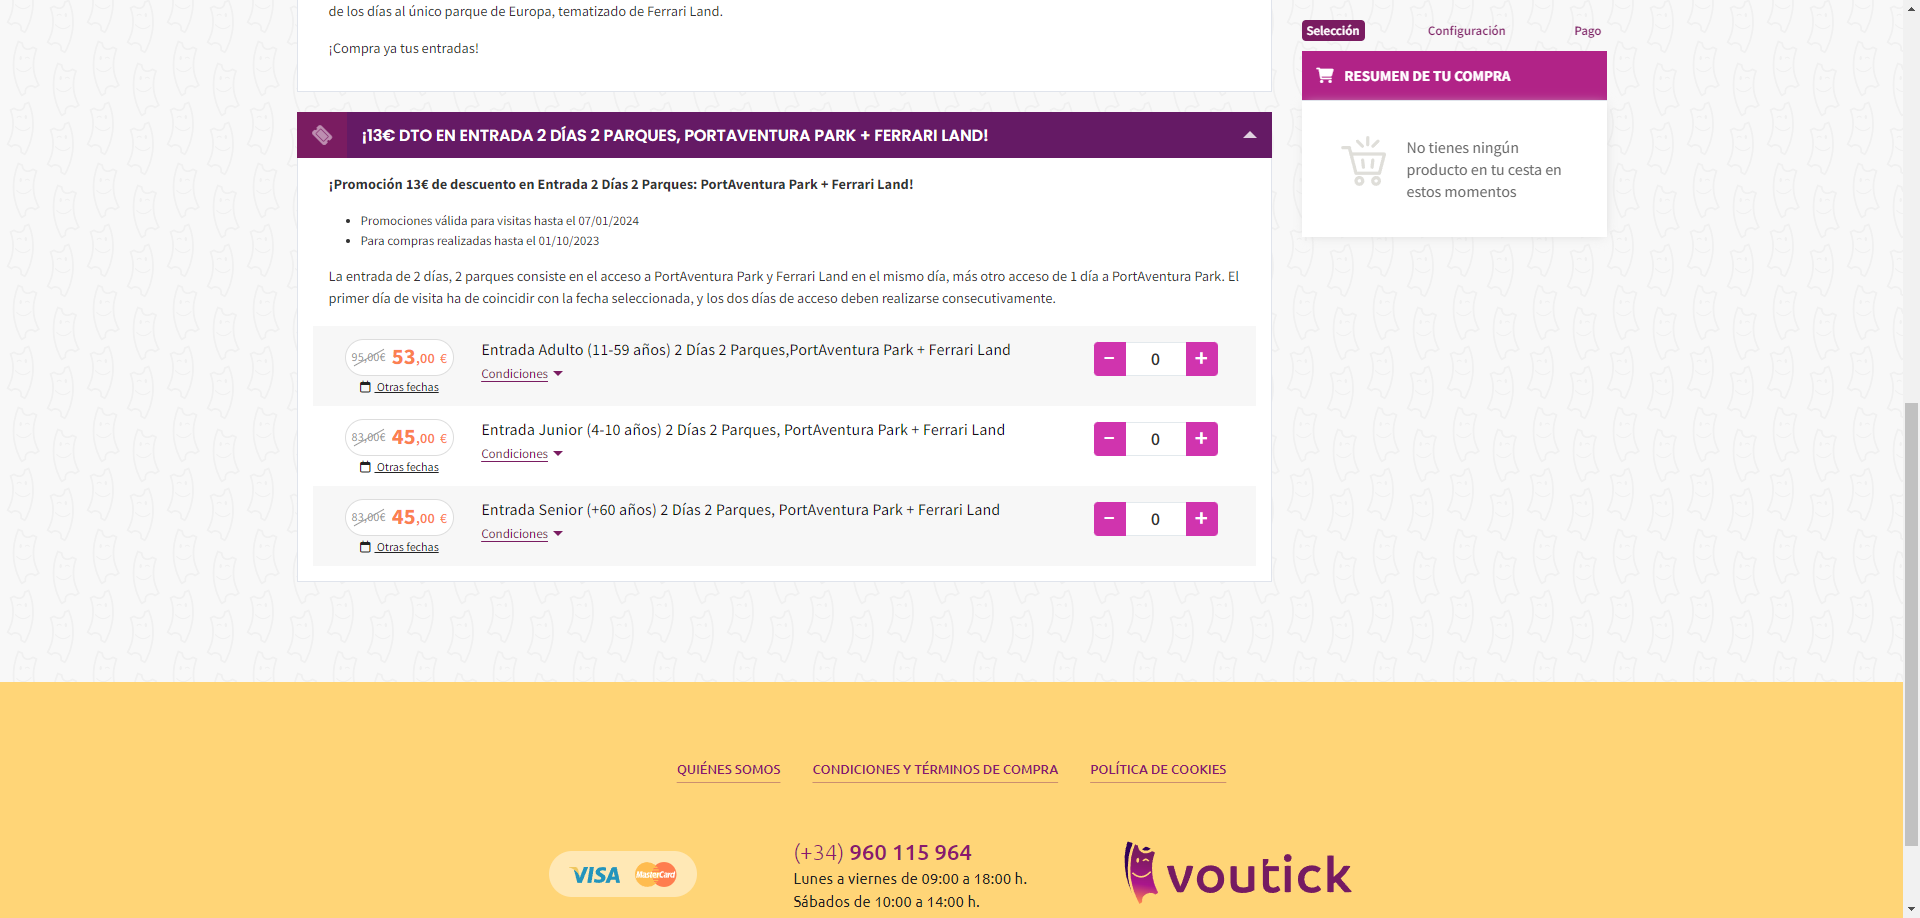 de los días al único parque de Europa, tematizado de Ferrari Land.
¡Compra ya tus entradas!
Selección
Configuración
Pago
RESUMEN DE TU COMPRA
No tienes ningún
producto en tu cesta en
estos momentos
¡13€ DTO EN ENTRADA 2 DÍAS 2 PARQUES, PORTAVENTURA PARK + FERRARI LAND!
¡Promoción 13€ de descuento en Entrada 2 Días 2 Parques: PortAventura Park + Ferrari Land!
• Promociones válida para visitas hasta el 07/01/2024
• Para compras realizadas hasta el 01/10/2023
La entrada de 2 días, 2 parques consiste en el acceso a PortAventura Park y Ferrari Land en el mismo día, más otro acceso de 1 día a PortAventura Park. El
primer día de visita ha de coincidir con la fecha seleccionada, y los dos días de acceso deben realizarse consecutivamente.
95,00€ 53,00 €
Otras fechas
Entrada Adulto (11-59 años) 2 Días 2 Parques,PortAventura Park + Ferrari Land
Condiciones
− 0 +
83,00€ 45,00 €
Otras fechas
Entrada Junior (4-10 años) 2 Días 2 Parques, PortAventura Park + Ferrari Land
Condiciones
− 0 +
83,00€ 45,00 €
Otras fechas
Entrada Senior (+60 años) 2 Días 2 Parques, PortAventura Park + Ferrari Land
Condiciones
− 0 +
QUIÉNES SOMOS
CONDICIONES Y TÉRMINOS DE COMPRA
POLÍTICA DE COOKIES
VISA
MasterCard
(+34) 960 115 964
Lunes a viernes de 09:00 a 18:00 h.
Sábados de 10:00 a 14:00 h.
voutick